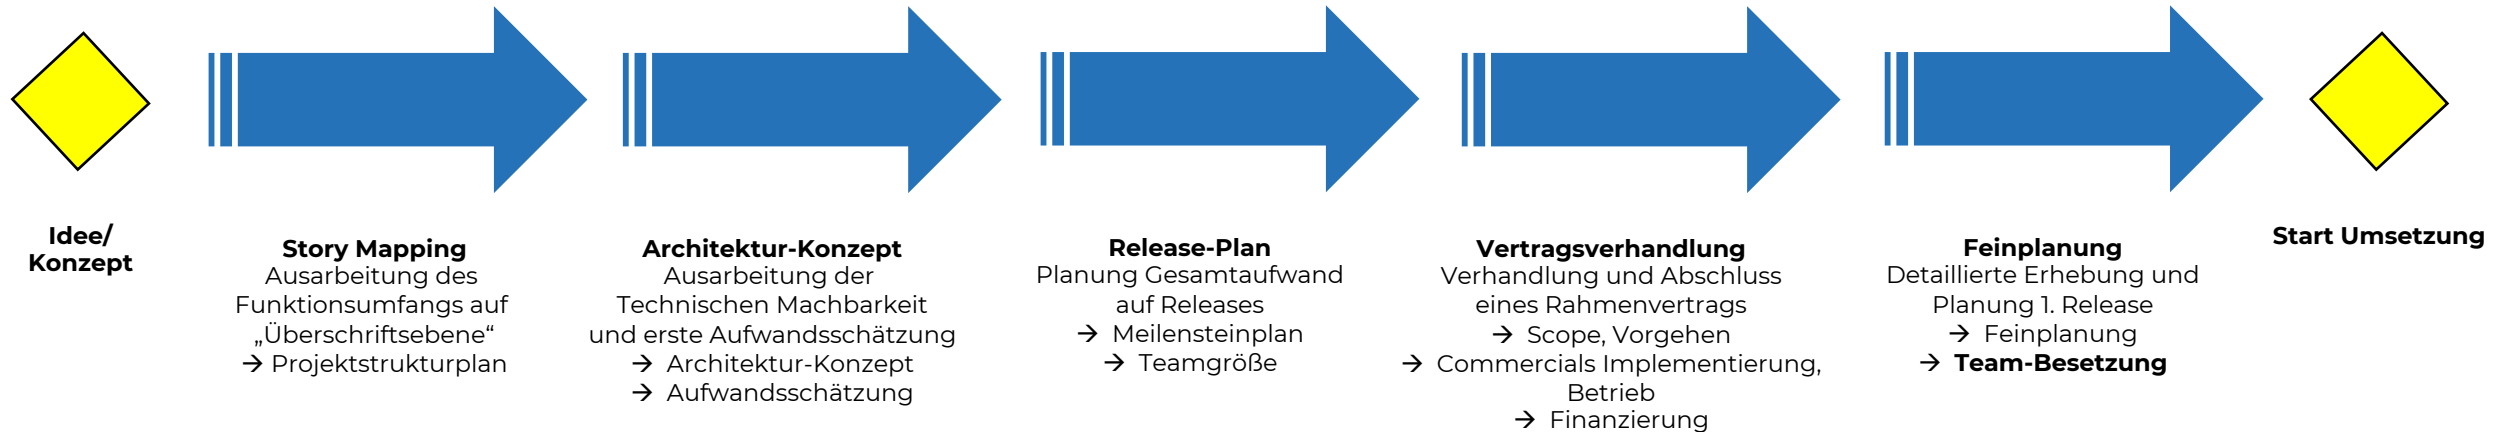 Idee/
Konzept
Story Mapping
Ausarbeitung des
Funktionsumfangs auf
„Überschriftsebene“
→ Projektstrukturplan
Architektur-Konzept
Ausarbeitung der
Technischen Machbarkeit
und erste Aufwandsschätzung
→ Architektur-Konzept
→ Aufwandsschätzung
Release-Plan
Planung Gesamtaufwand
auf Releases
→ Meilensteinplan
→ Teamgröße
Vertragsverhandlung
Verhandlung und Abschluss
eines Rahmenvertrags
→ Scope, Vorgehen
→ Commercials Implementierung,
Betrieb
→ Finanzierung
Feinplanung
Detaillierte Erhebung und
Planung 1. Release
→ Feinplanung
→ Team-Besetzung
Start Umsetzung